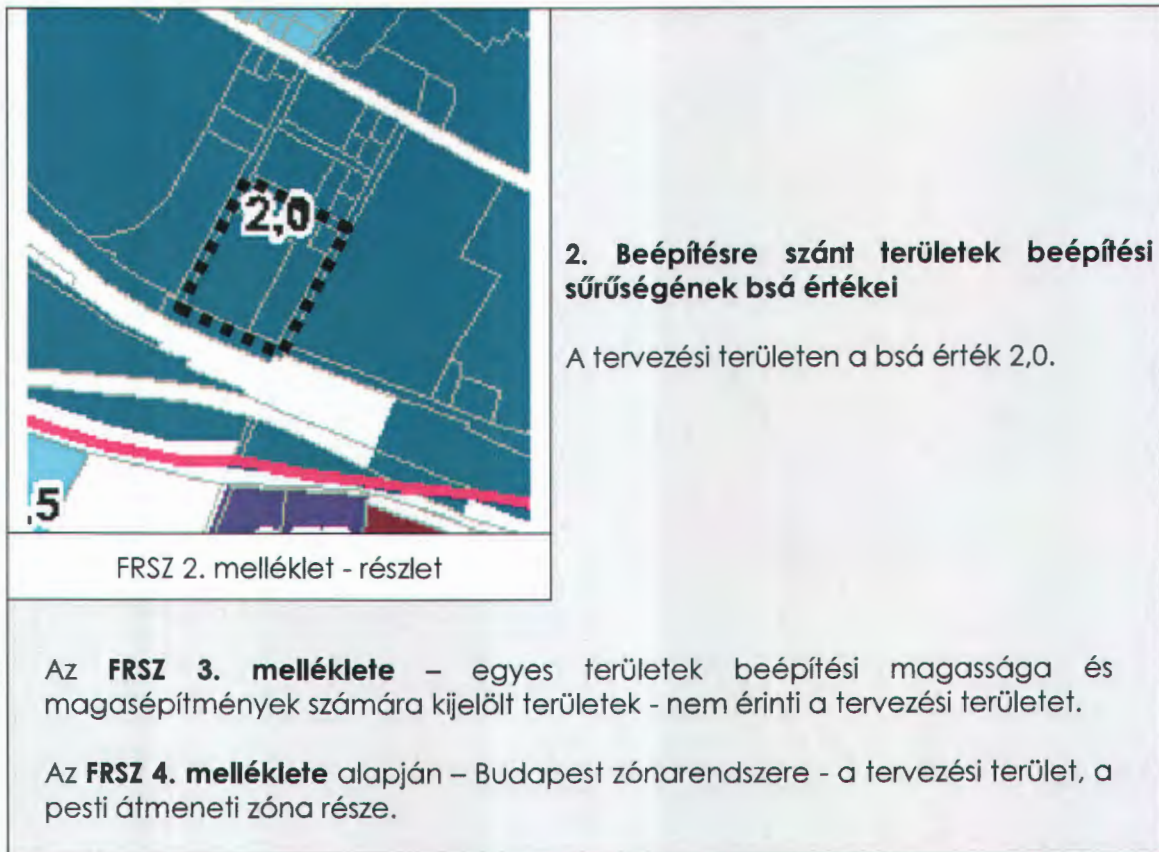 2,0
,5
FRSZ 2. melléklet - részlet
2. Beépítésre szánt területek beépítési
sűrűségének bsá értékei
A tervezési területen a bsá érték 2,0.
Az FRSZ 3. melléklete – egyes területek beépítési magassága és
magasépítmények számára kijelölt területek - nem érinti a tervezési területet.
Az FRSZ 4. melléklete alapján – Budapest zónarendszere - a tervezési terület, a
pesti átmeneti zóna része.